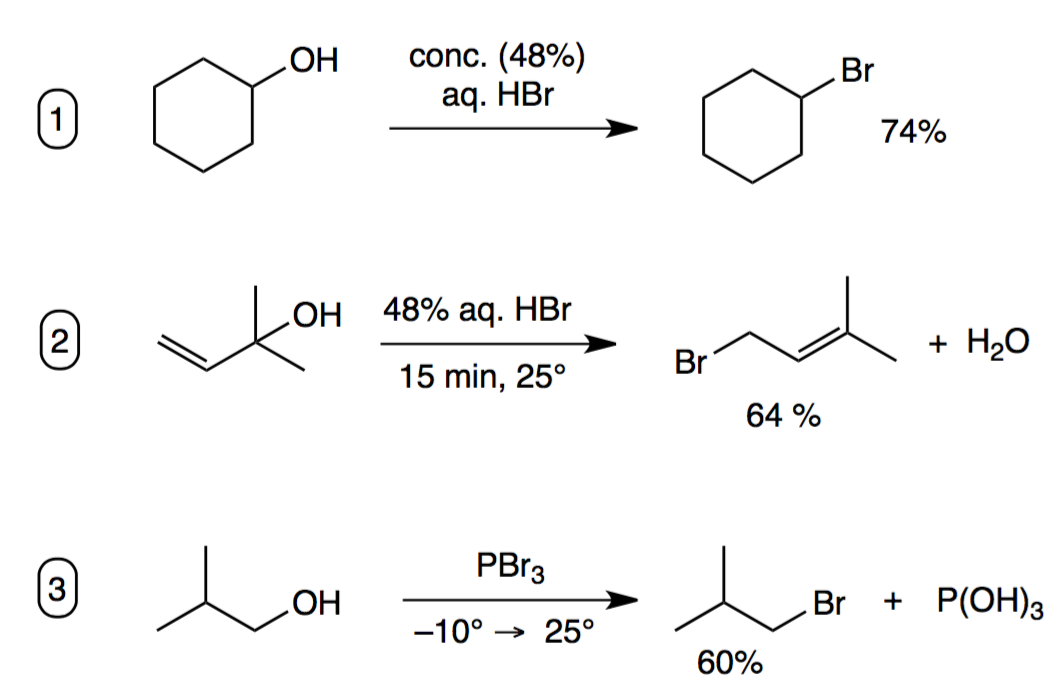 1
OH
conc. (48%)
aq. HBr
Br
74%
2
OH
48% aq. HBr
15 min, 25°
Br
+ H₂O
64 %
3
OH
PBr₃
–10° → 25°
Br + P(OH)₃
60%